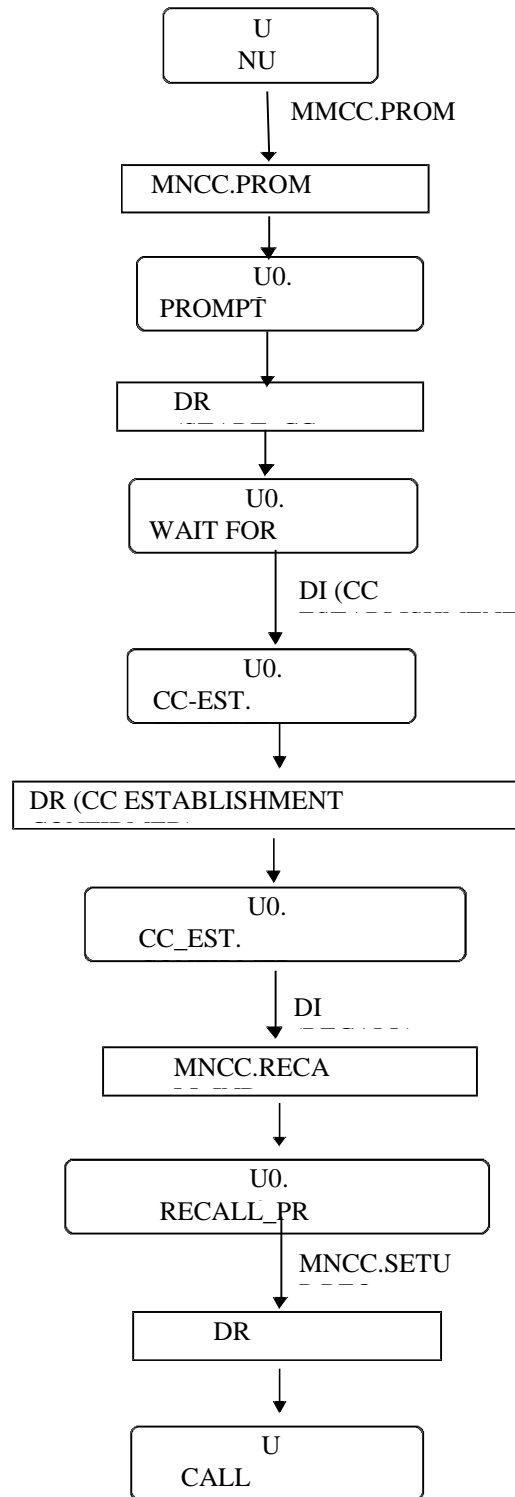 U
NU
MMCC.PROM
MNCC.PROM
U0.
PROMPT
DR
U0.
WAIT FOR
DI (CC
U0.
CC-EST.
DR (CC ESTABLISHMENT
U0.
CC_EST.
DI
MNCC.RECA
U0.
RECALL_PR
MNCC.SETU
DR
U
CALL